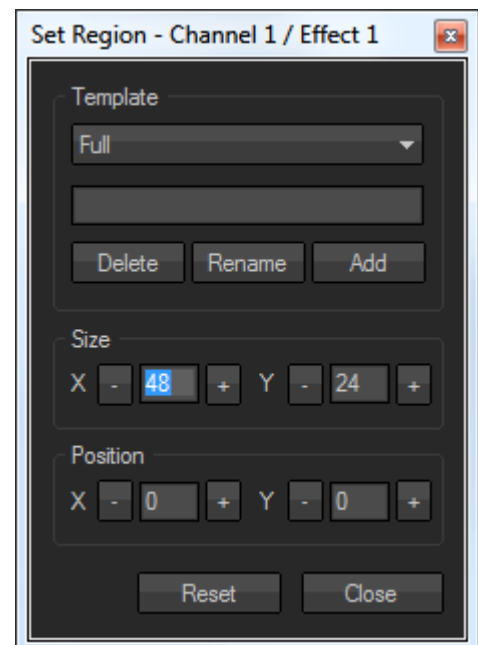 Set Region - Channel 1 / Effect 1
Template
Full
Delete Rename Add
Size
X - 48 + Y - 24 +
Position
X - 0 + Y - 0 +
Reset Close